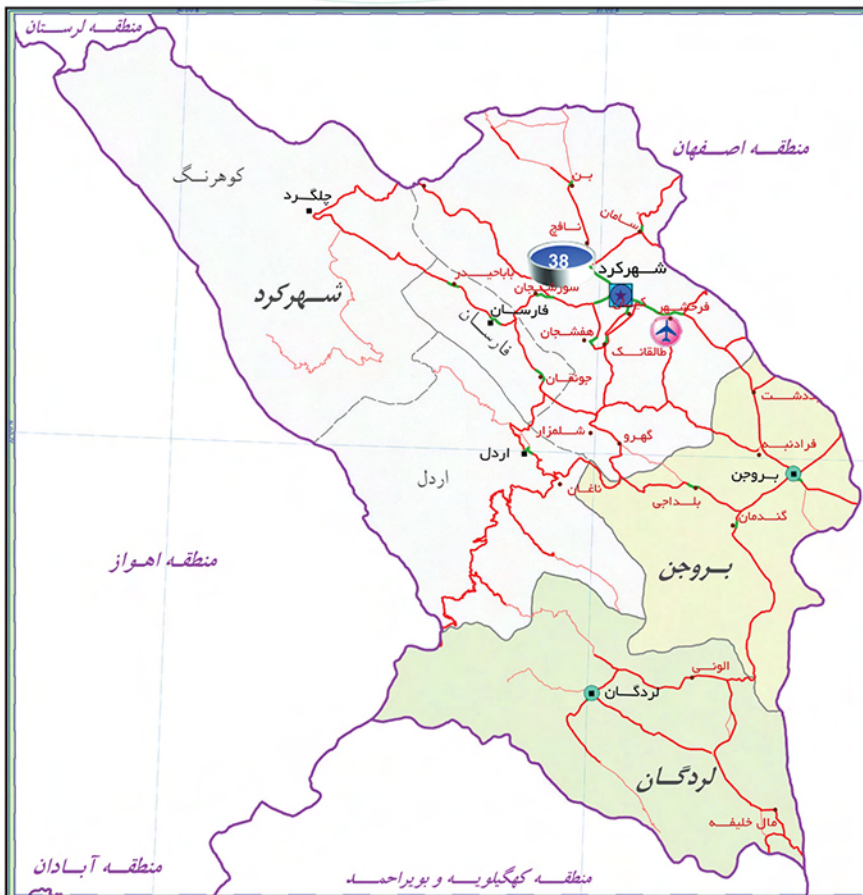 منطقه لرستان
منطقه اصفهان
کوهرنگ
چلگرد
بن
سامان
نافچ
38
شهرکرد
باباحیدر
سورشجان
شهرکرد
فارسان
فارسان
فرخشهر
هفشجان
طالقانک
جونقان
شلمزار
گهرو
فرادنبه
اردل
اردل
ناغان
بلداجی
بروجن
گندمان
منطقه اهواز
بروجن
الونی
لردگان
لردگان
مال خلیفه
منطقه آبادان
منطقه کهگیلویه و بویراحمد